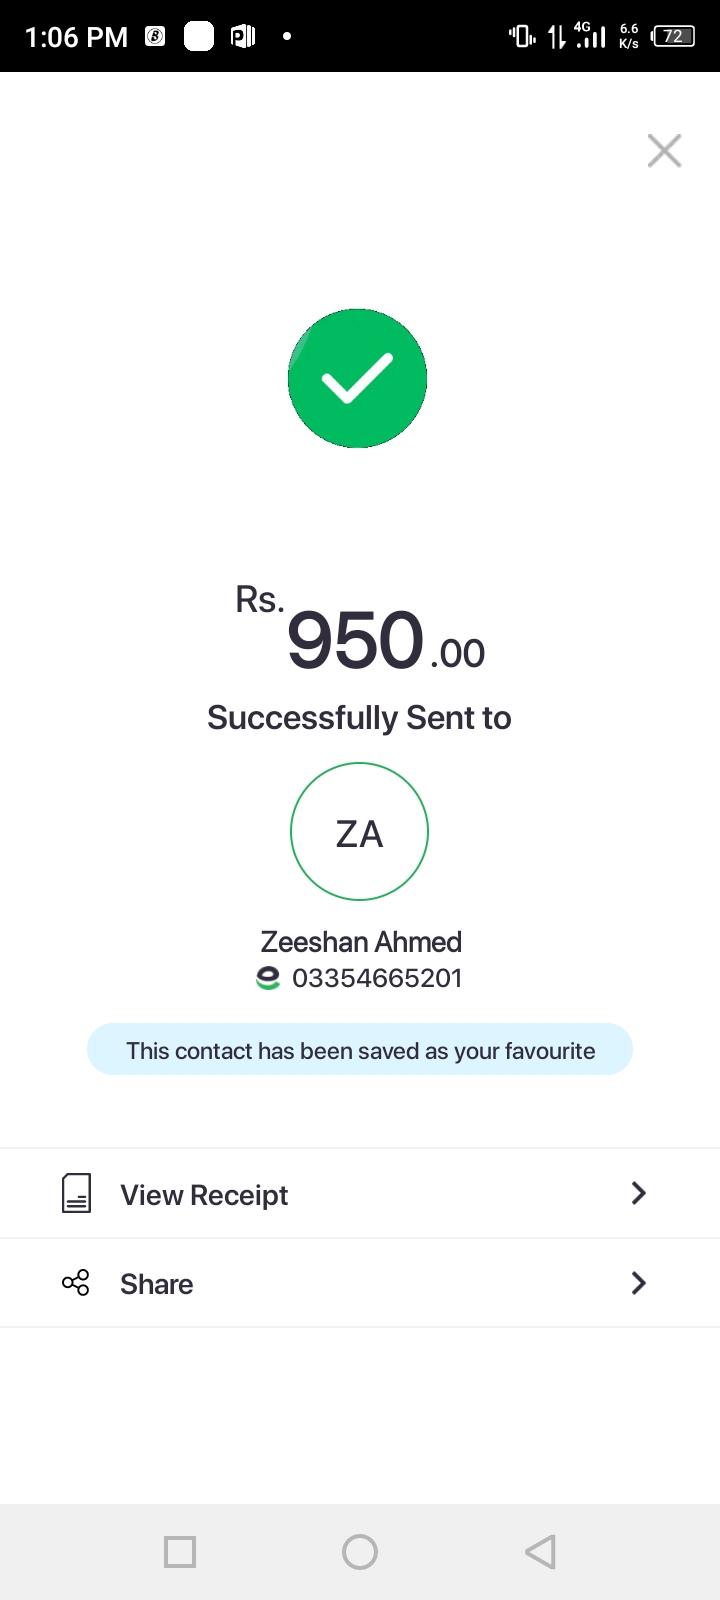 1:06 PM
4G 6.6 K/s 72
Rs. 950.00
Successfully Sent to
ZA
Zeeshan Ahmed
03354665201
This contact has been saved as your favourite
View Receipt
Share